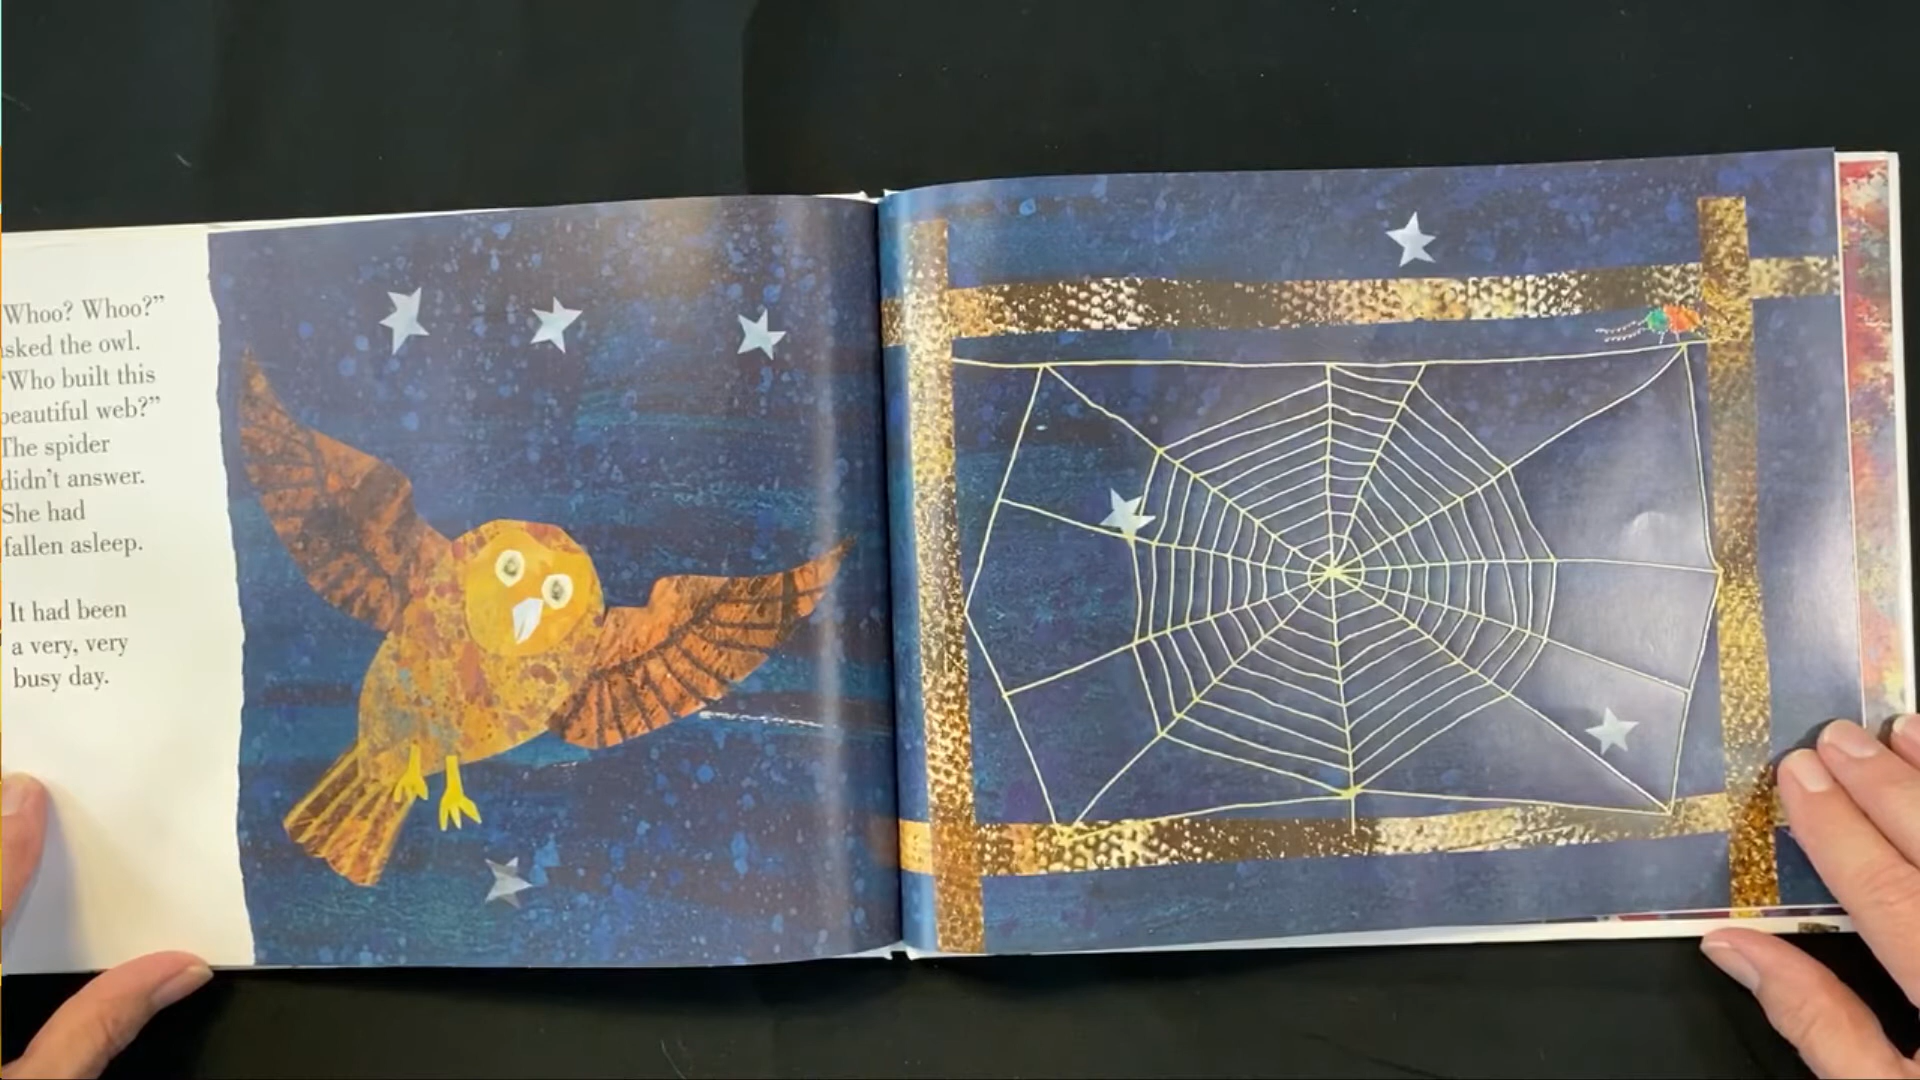 Whoo? Whoo?”
asked the owl.
“Who built this
beautiful web?”
The spider
didn’t answer.
She had
fallen asleep.
It had been
a very, very
busy day.